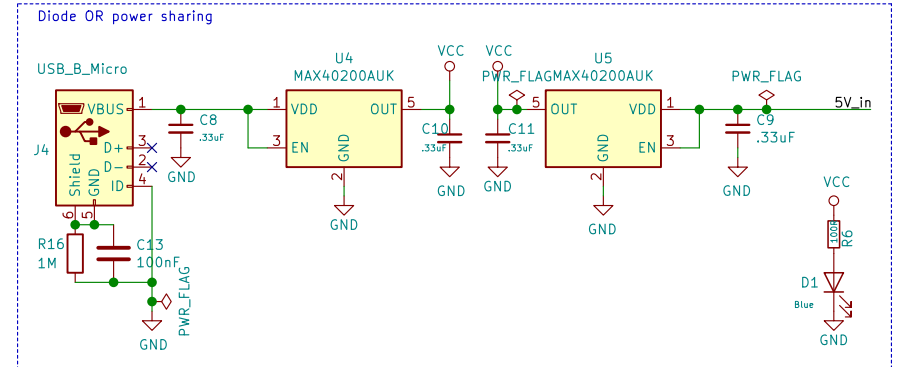 Diode OR power sharing
USB_B_Micro
J4
VBUS
1
D+
3
D-
2
ID
4
Shield
GND
6
5
R16
1M
C13
100nF
PWR_FLAG
GND
C8
.33uF
GND
U4
MAX40200AUK
1
VDD
3
EN
OUT
5
GND
2
GND
VCC
C10
.33uF
GND
VCC
PWR_FLAG
C11
.33uF
GND
U5
MAX40200AUK
5
OUT
VDD
1
EN
3
GND
2
GND
PWR_FLAG
5V_in
C9
.33uF
GND
VCC
100R
R6
D1
Blue
GND